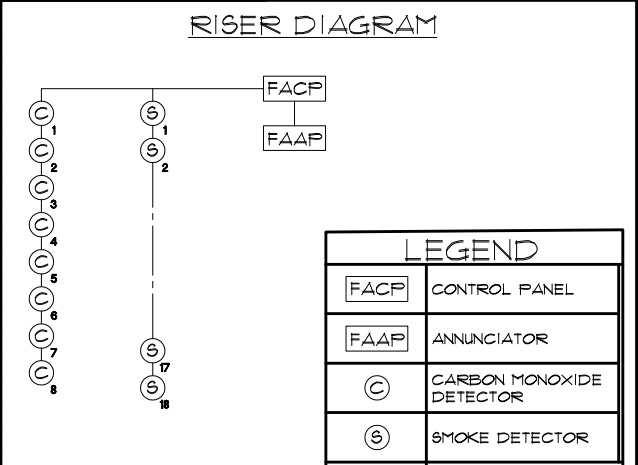 RISER DIAGRAM
FACP
C
S
1
1
FAAP
C
S
2
2
C
3
C
4
C
5
C
6
C
S
7
17
C
S
8
18
LEGEND
FACP CONTROL PANEL
FAAP ANNUNCIATOR
C CARBON MONOXIDE
DETECTOR
S SMOKE DETECTOR